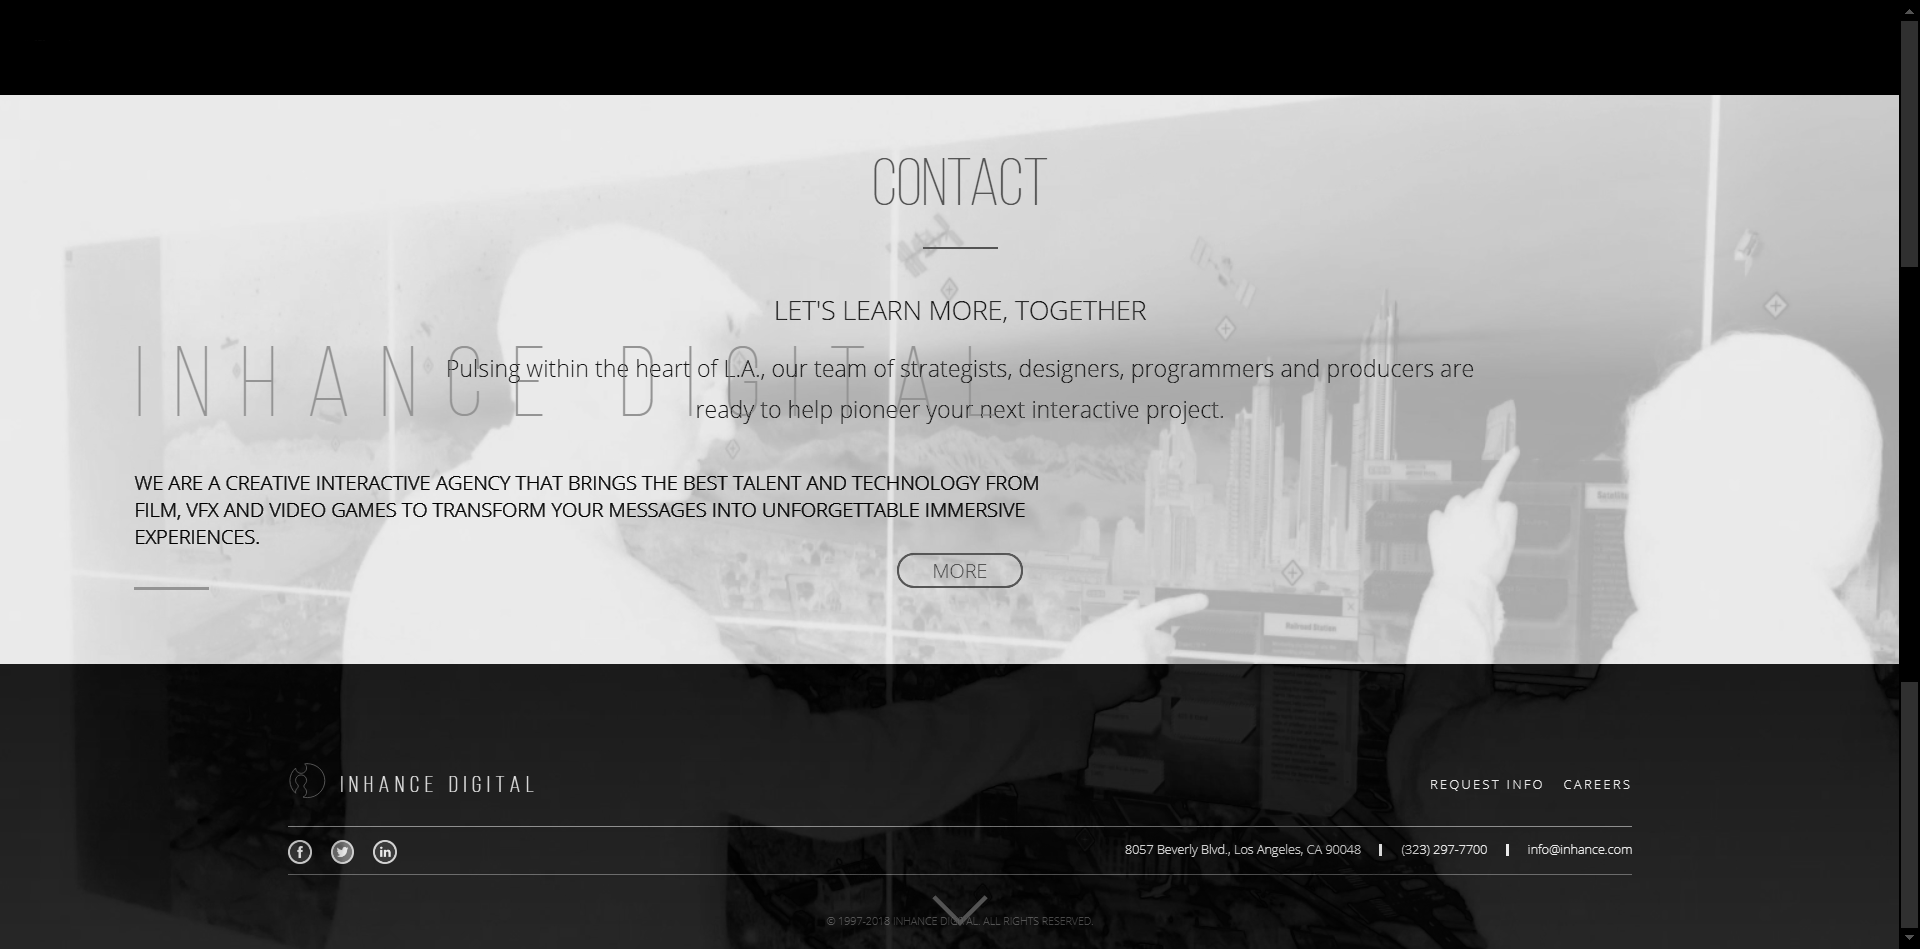 CONTACT
LET'S LEARN MORE, TOGETHER
INHANCE DIGITAL
Pulsing within the heart of L.A., our team of strategists, designers, programmers and producers are
ready to help pioneer your next interactive project.
WE ARE A CREATIVE INTERACTIVE AGENCY THAT BRINGS THE BEST TALENT AND TECHNOLOGY FROM
FILM, VFX AND VIDEO GAMES TO TRANSFORM YOUR MESSAGES INTO UNFORGETTABLE IMMERSIVE
EXPERIENCES.
MORE
Railroad Station
INHANCE DIGITAL
REQUEST INFO CAREERS
8057 Beverly Blvd., Los Angeles, CA 90048 | (323) 297-7700 | info@inhance.com
© 1997-2018 INHANCE DIGITAL. ALL RIGHTS RESERVED.